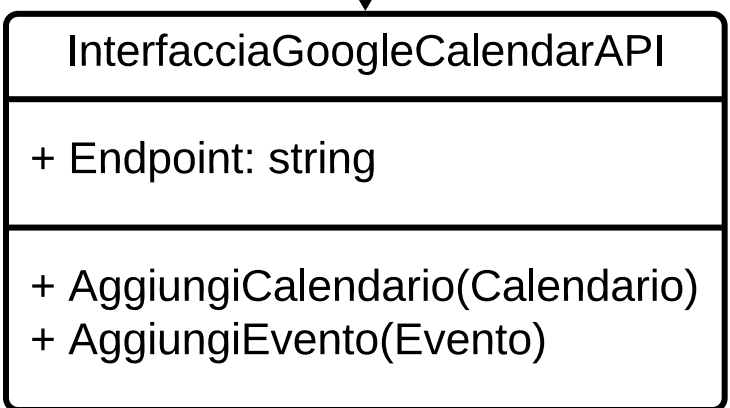 InterfacciaGoogleCalendarAPI
+ Endpoint: string
+ AggiungiCalendario(Calendario)
+ AggiungiEvento(Evento)